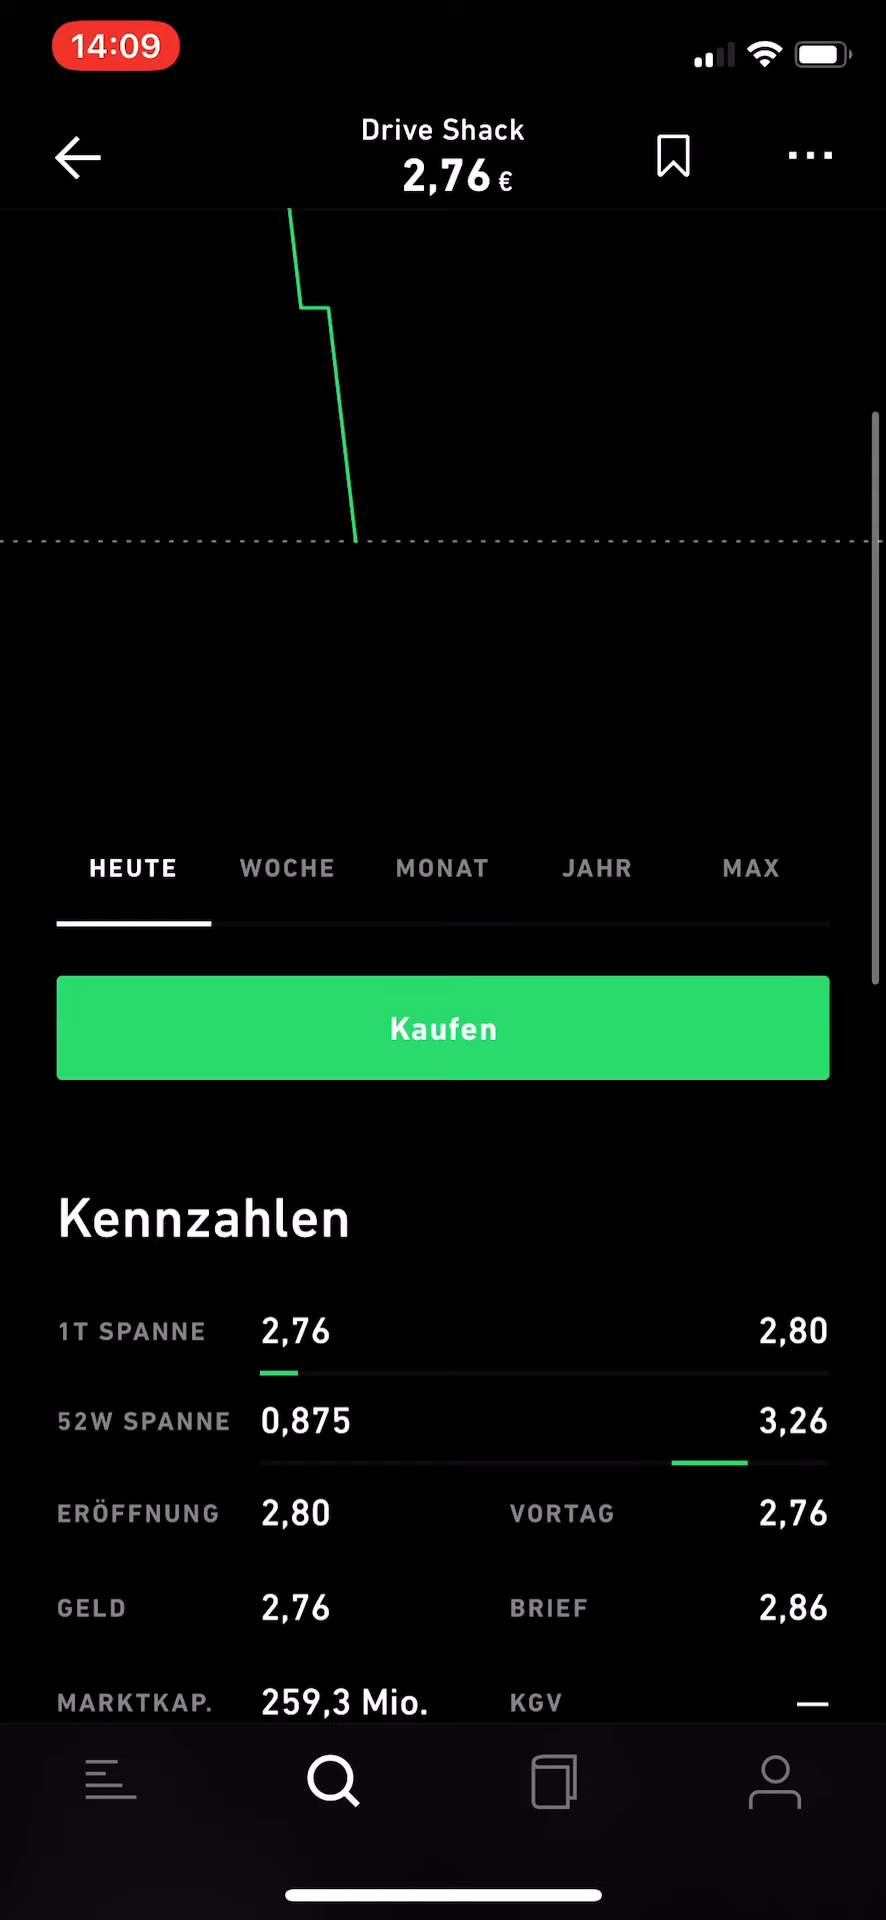 14:09
Drive Shack
2,76 €
HEUTE WOCHE MONAT JAHR MAX
Kaufen
Kennzahlen
1T SPANNE 2,76 2,80
52W SPANNE 0,875 3,26
ERÖFFNUNG 2,80 VORTAG 2,76
GELD 2,76 BRIEF 2,86
MARKTKAP. 259,3 Mio. KGV —